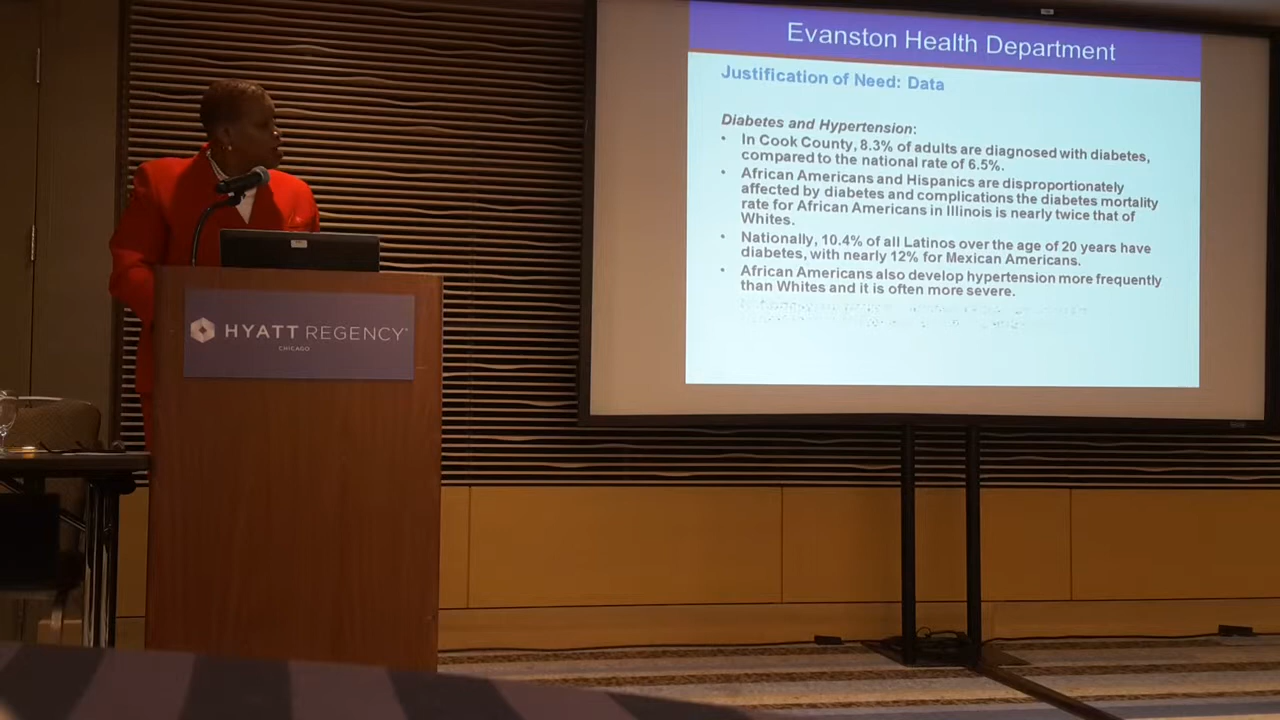 Evanston Health Department
Justification of Need: Data
Diabetes and Hypertension:
• In Cook County, 8.3% of adults are diagnosed with diabetes,
compared to the national rate of 6.5%.
• African Americans and Hispanics are disproportionately
affected by diabetes and complications the diabetes mortality
rate for African Americans in Illinois is nearly twice that of
Whites.
• Nationally, 10.4% of all Latinos over the age of 20 years have
diabetes, with nearly 12% for Mexican Americans.
• African Americans also develop hypertension more frequently
than Whites and it is often more severe.
HYATT REGENCY
CHICAGO